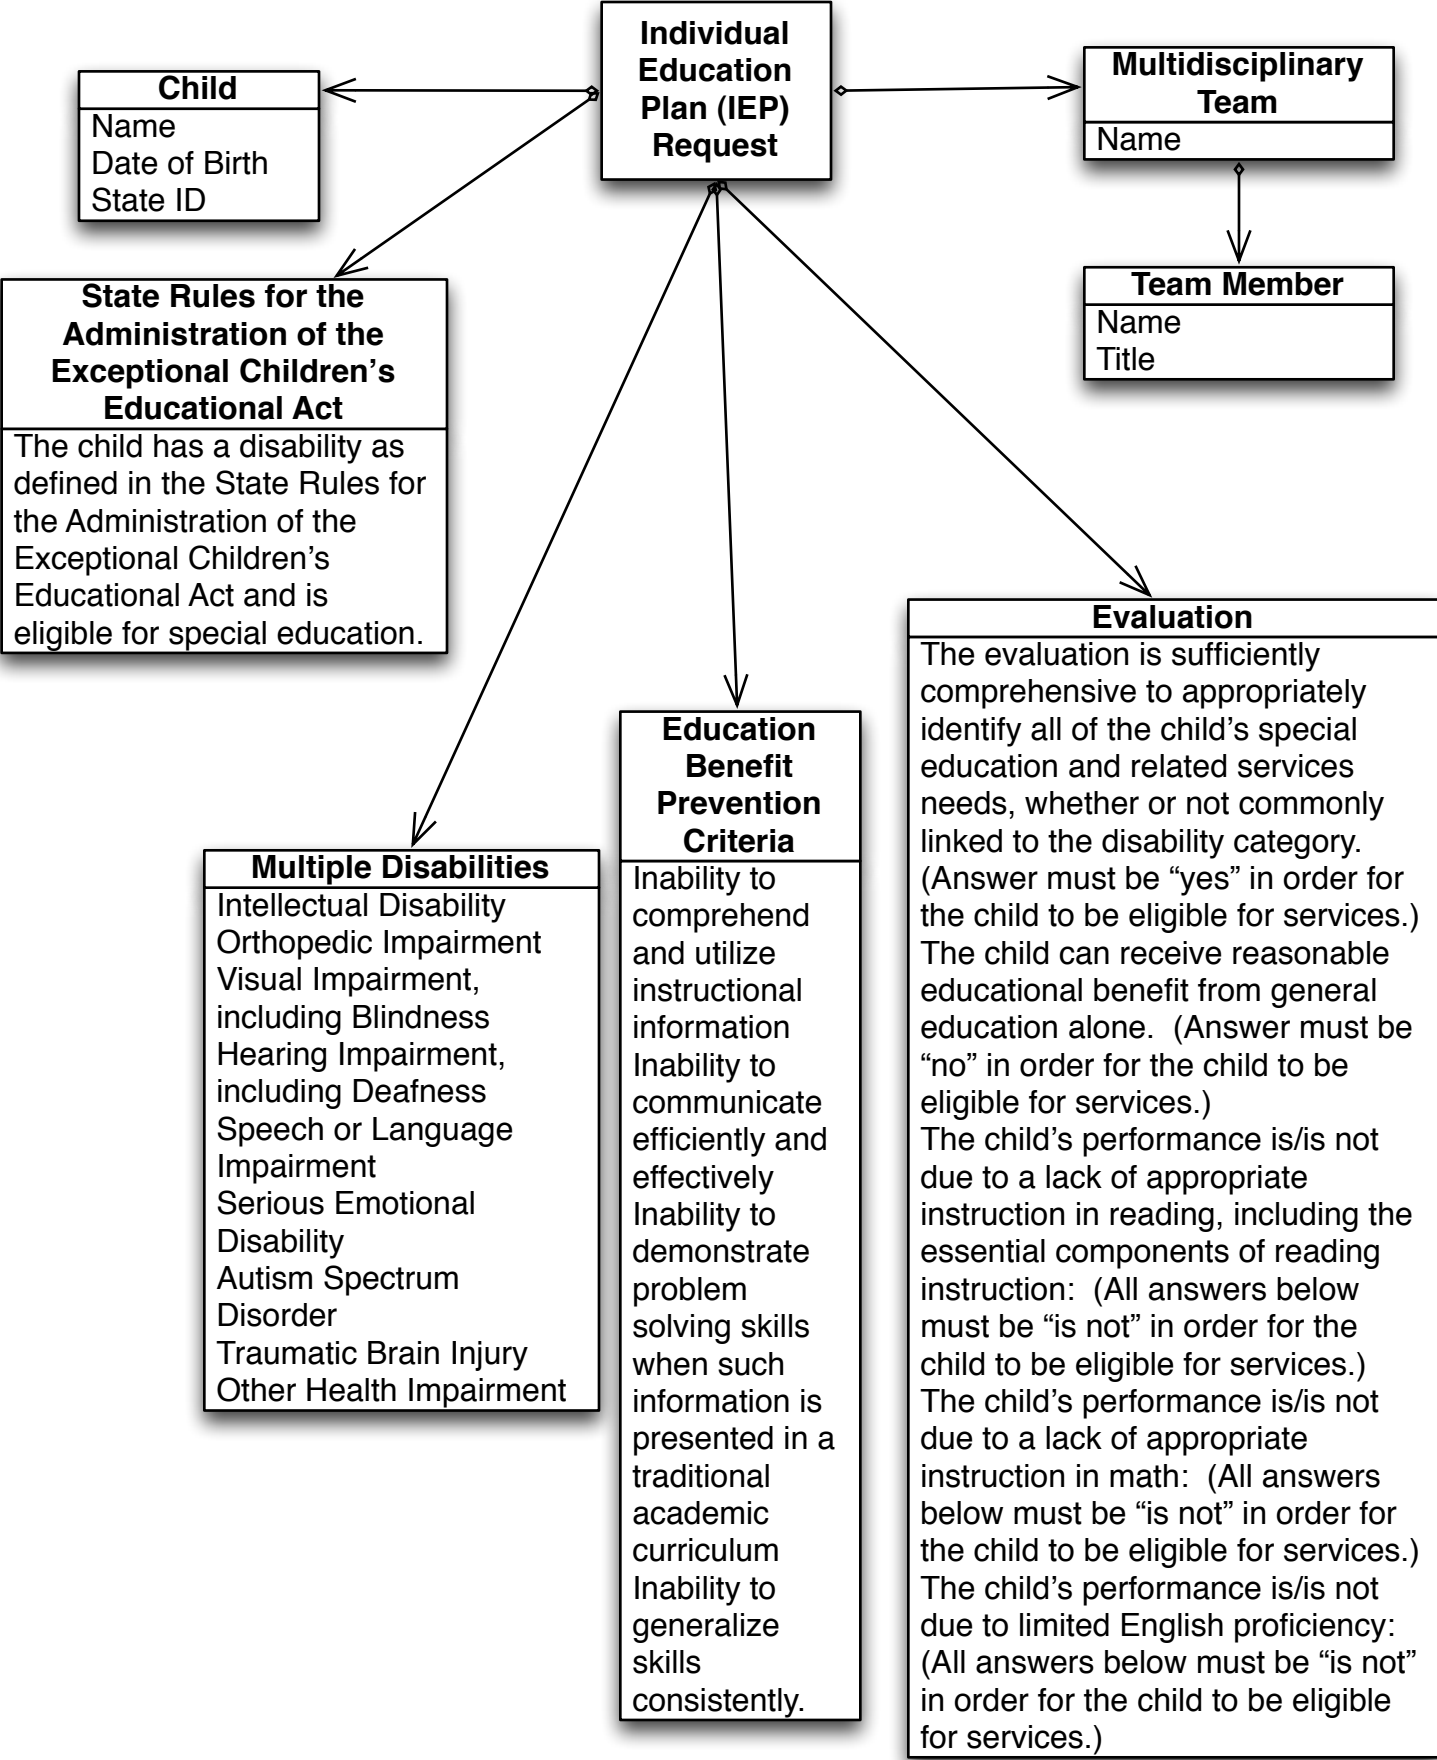 Individual
Education
Plan (IEP)
Request
Child
Name
Date of Birth
State ID
Multidisciplinary
Team
Name
Team Member
Name
Title
State Rules for the
Administration of the
Exceptional Children’s
Educational Act
The child has a disability as
defined in the State Rules for
the Administration of the
Exceptional Children’s
Educational Act and is
eligible for special education.
Multiple Disabilities
Intellectual Disability
Orthopedic Impairment
Visual Impairment,
including Blindness
Hearing Impairment,
including Deafness
Speech or Language
Impairment
Serious Emotional
Disability
Autism Spectrum
Disorder
Traumatic Brain Injury
Other Health Impairment
Education
Benefit
Prevention
Criteria
Inability to
comprehend
and utilize
instructional
information
Inability to
communicate
efficiently and
effectively
Inability to
demonstrate
problem
solving skills
when such
information is
presented in a
traditional
academic
curriculum
Inability to
generalize
skills
consistently.
Evaluation
The evaluation is sufficiently
comprehensive to appropriately
identify all of the child’s special
education and related services
needs, whether or not commonly
linked to the disability category.
(Answer must be “yes” in order for
the child to be eligible for services.)
The child can receive reasonable
educational benefit from general
education alone.  (Answer must be
“no” in order for the child to be
eligible for services.)
The child’s performance is/is not
due to a lack of appropriate
instruction in reading, including the
essential components of reading
instruction:  (All answers below
must be “is not” in order for the
child to be eligible for services.)
The child’s performance is/is not
due to a lack of appropriate
instruction in math:  (All answers
below must be “is not” in order for
the child to be eligible for services.)
The child’s performance is/is not
due to limited English proficiency:
(All answers below must be “is not”
in order for the child to be eligible
for services.)